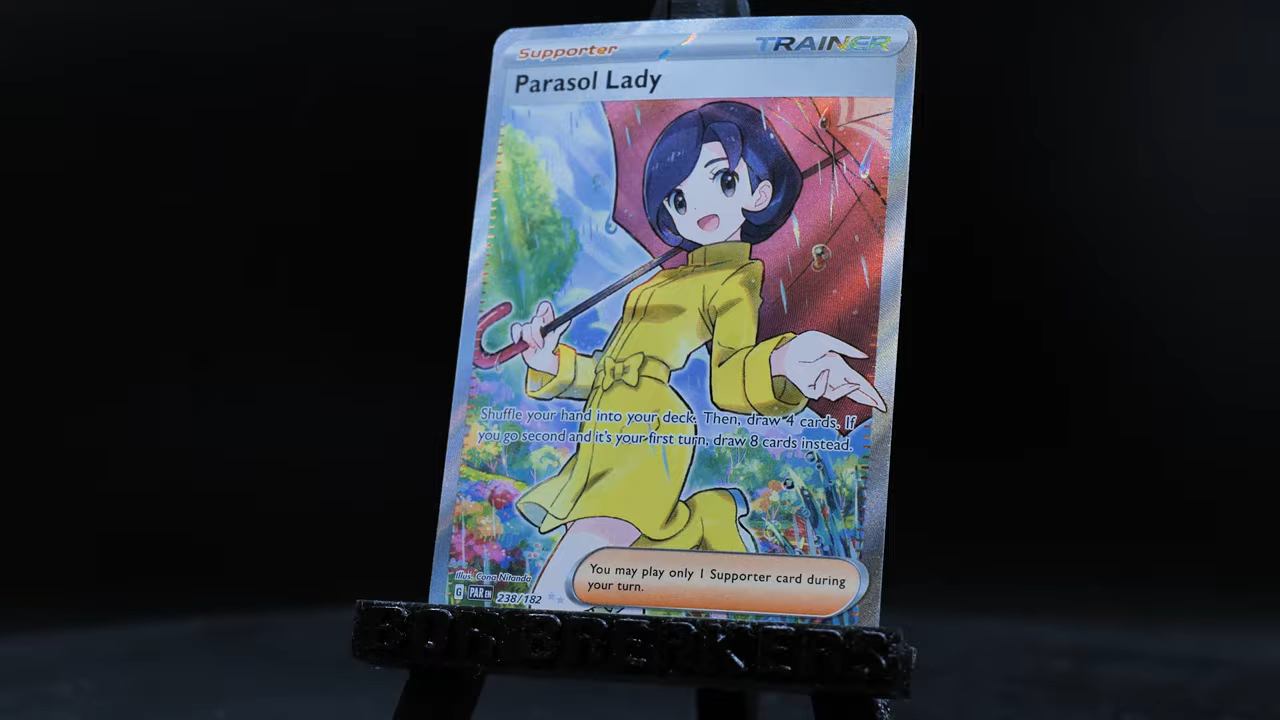 Supporter
TRAINER
Parasol Lady
Shuffle your hand into your deck. Then, draw 4 cards. If
you go second and it's your first turn, draw 8 cards instead.
You may play only 1 Supporter card during
your turn.
Illus. Cona Nitanda
G PAR EN 238/182
BOX BREAKERS